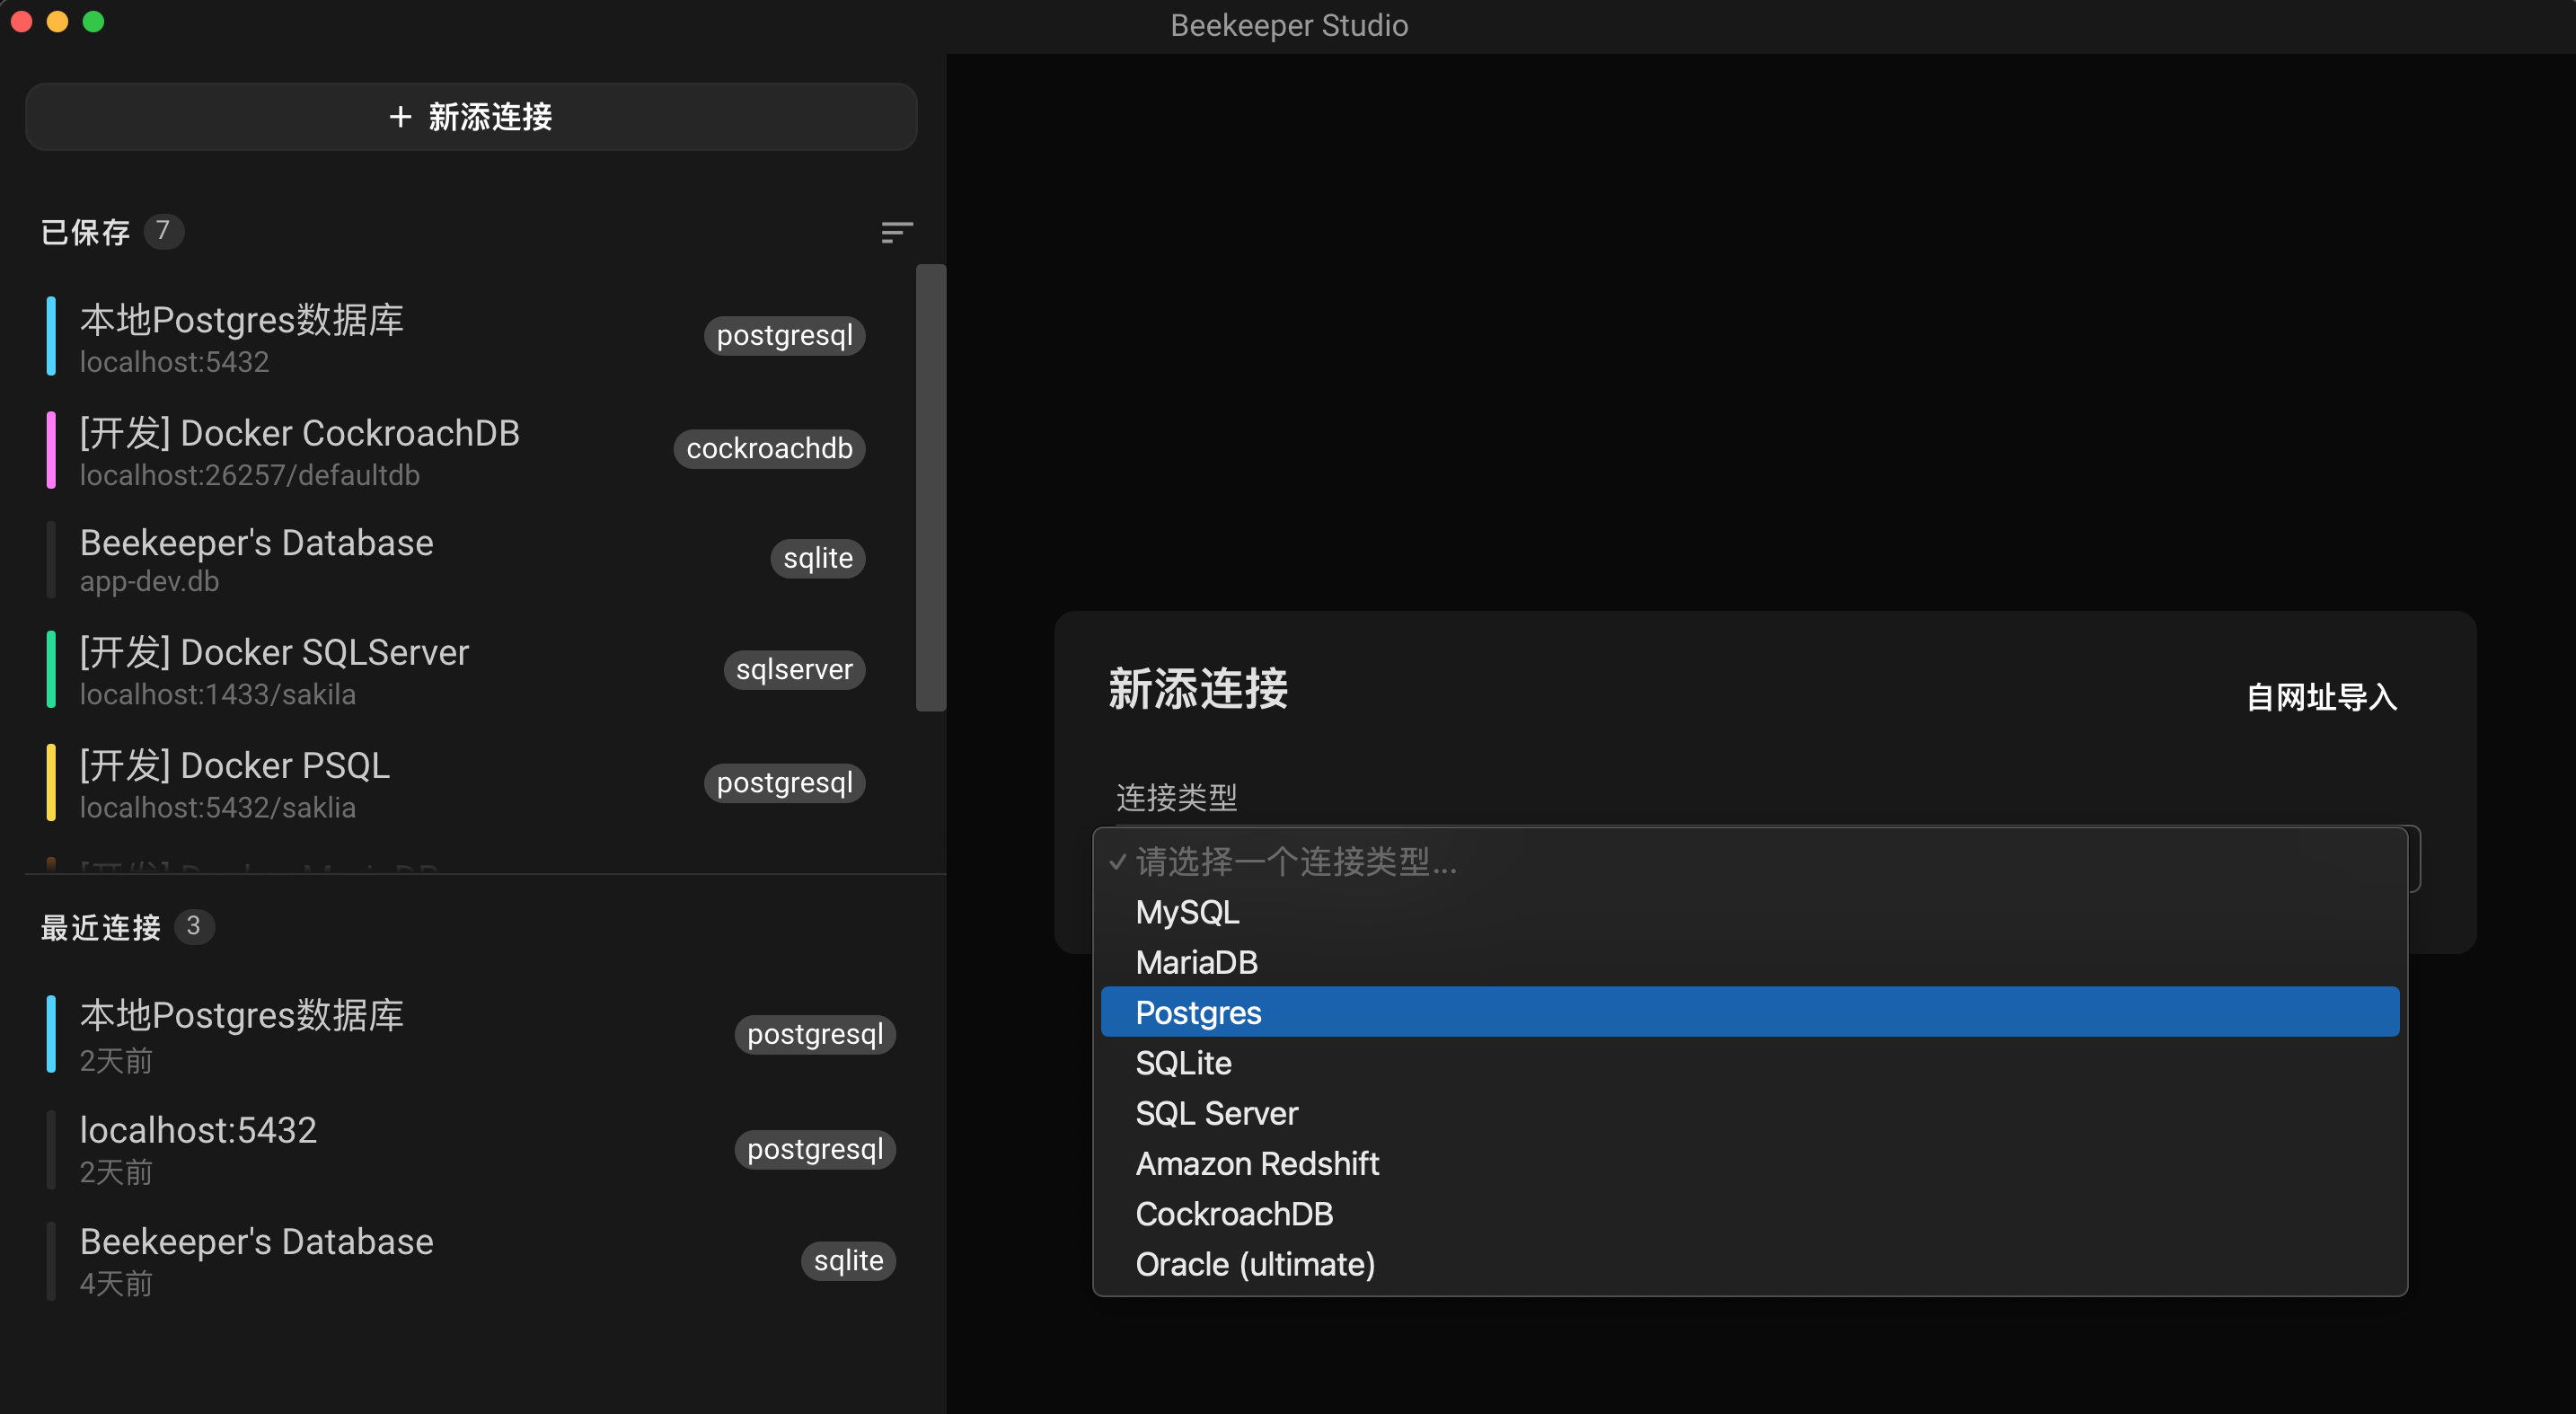 Beekeeper Studio
+ 新添连接
已保存 7
本地Postgres数据库
localhost:5432
postgresql
[开发] Docker CockroachDB
localhost:26257/defaultdb
cockroachdb
Beekeeper's Database
app-dev.db
sqlite
[开发] Docker SQLServer
localhost:1433/sakila
sqlserver
[开发] Docker PSQL
localhost:5432/saklia
postgresql
[开发] Docker MariaDB
最近连接 3
本地Postgres数据库
2天前
postgresql
localhost:5432
2天前
postgresql
Beekeeper's Database
4天前
sqlite
新添连接
自网址导入
连接类型
✓ 请选择一个连接类型...
MySQL
MariaDB
Postgres
SQLite
SQL Server
Amazon Redshift
CockroachDB
Oracle (ultimate)